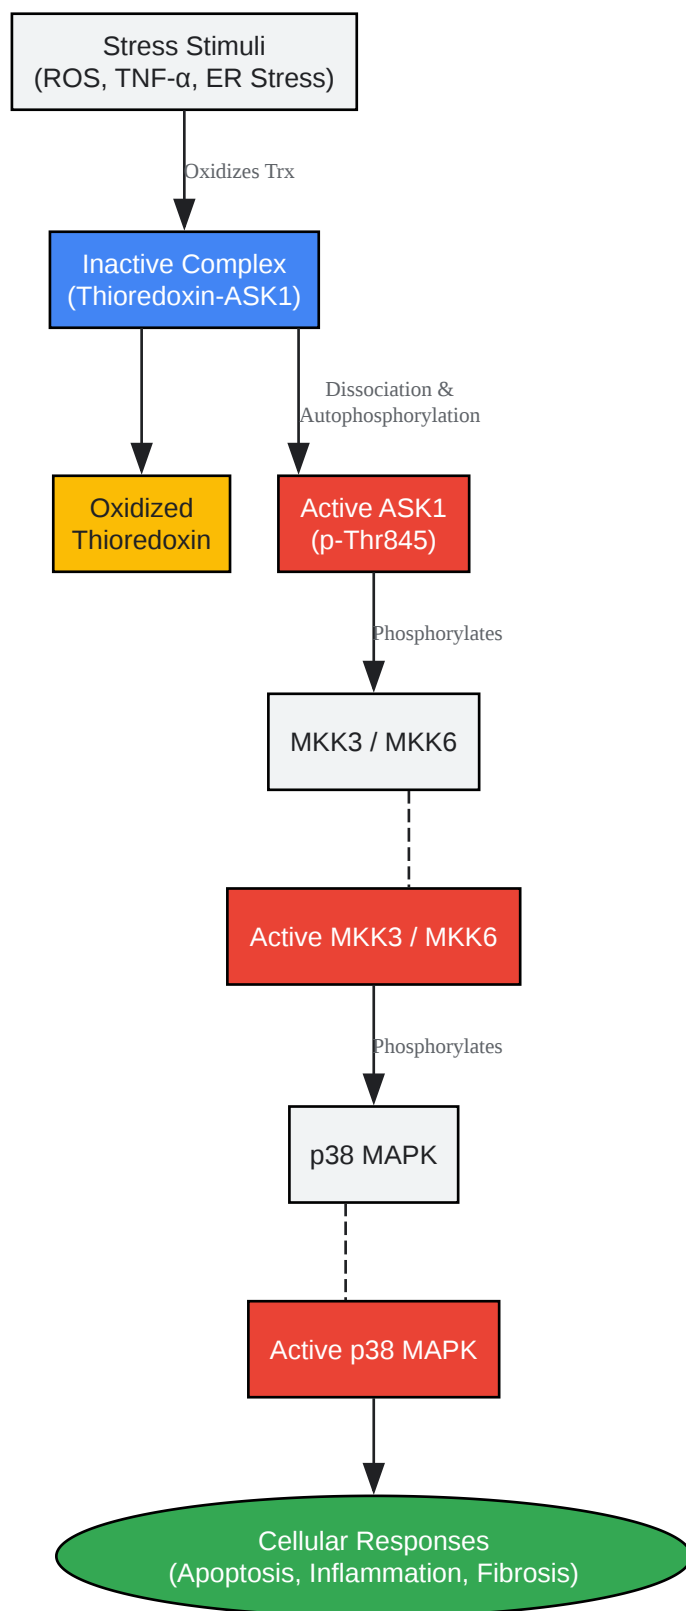 Stress Stimuli
(ROS, TNF-α, ER Stress)
Oxidizes Trx
Inactive Complex
(Thioredoxin-ASK1)
Dissociation &
Autophosphorylation
Oxidized
Thioredoxin
Active ASK1
(p-Thr845)
Phosphorylates
MKK3 / MKK6
Active MKK3 / MKK6
Phosphorylates
p38 MAPK
Active p38 MAPK
Cellular Responses
(Apoptosis, Inflammation, Fibrosis)